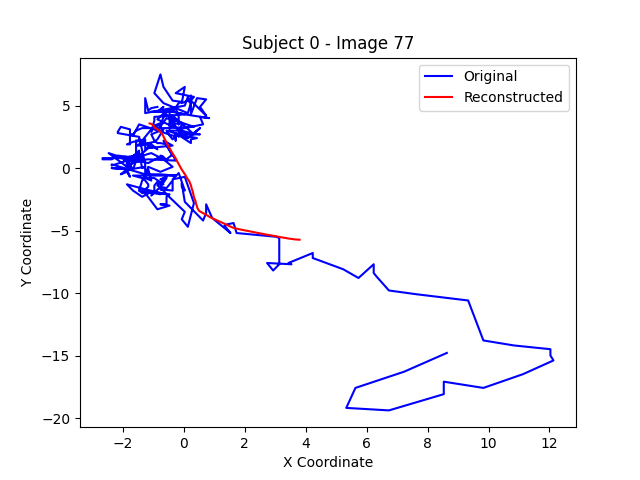 Subject 0 - Image 77
Original
Reconstructed
5
0
−5
−10
−15
−20
Y Coordinate
−2
0
2
4
6
8
10
12
X Coordinate